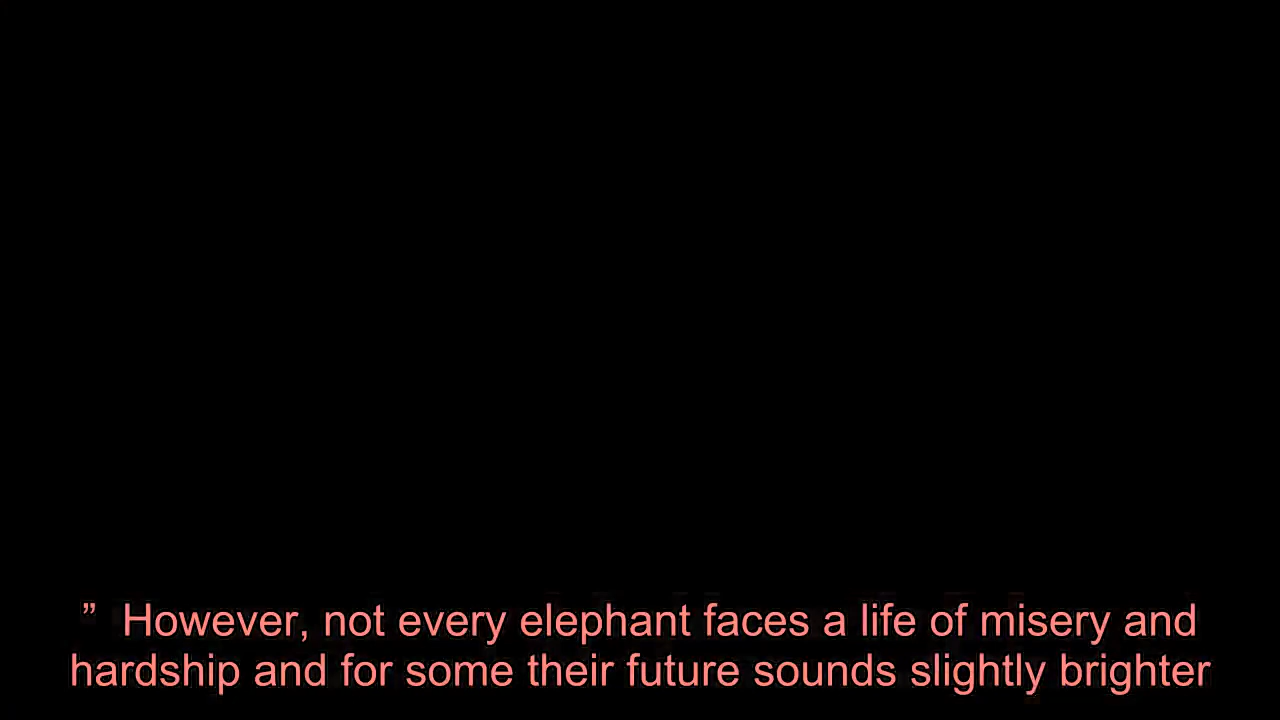 ”  However, not every elephant faces a life of misery and
hardship and for some their future sounds slightly brighter